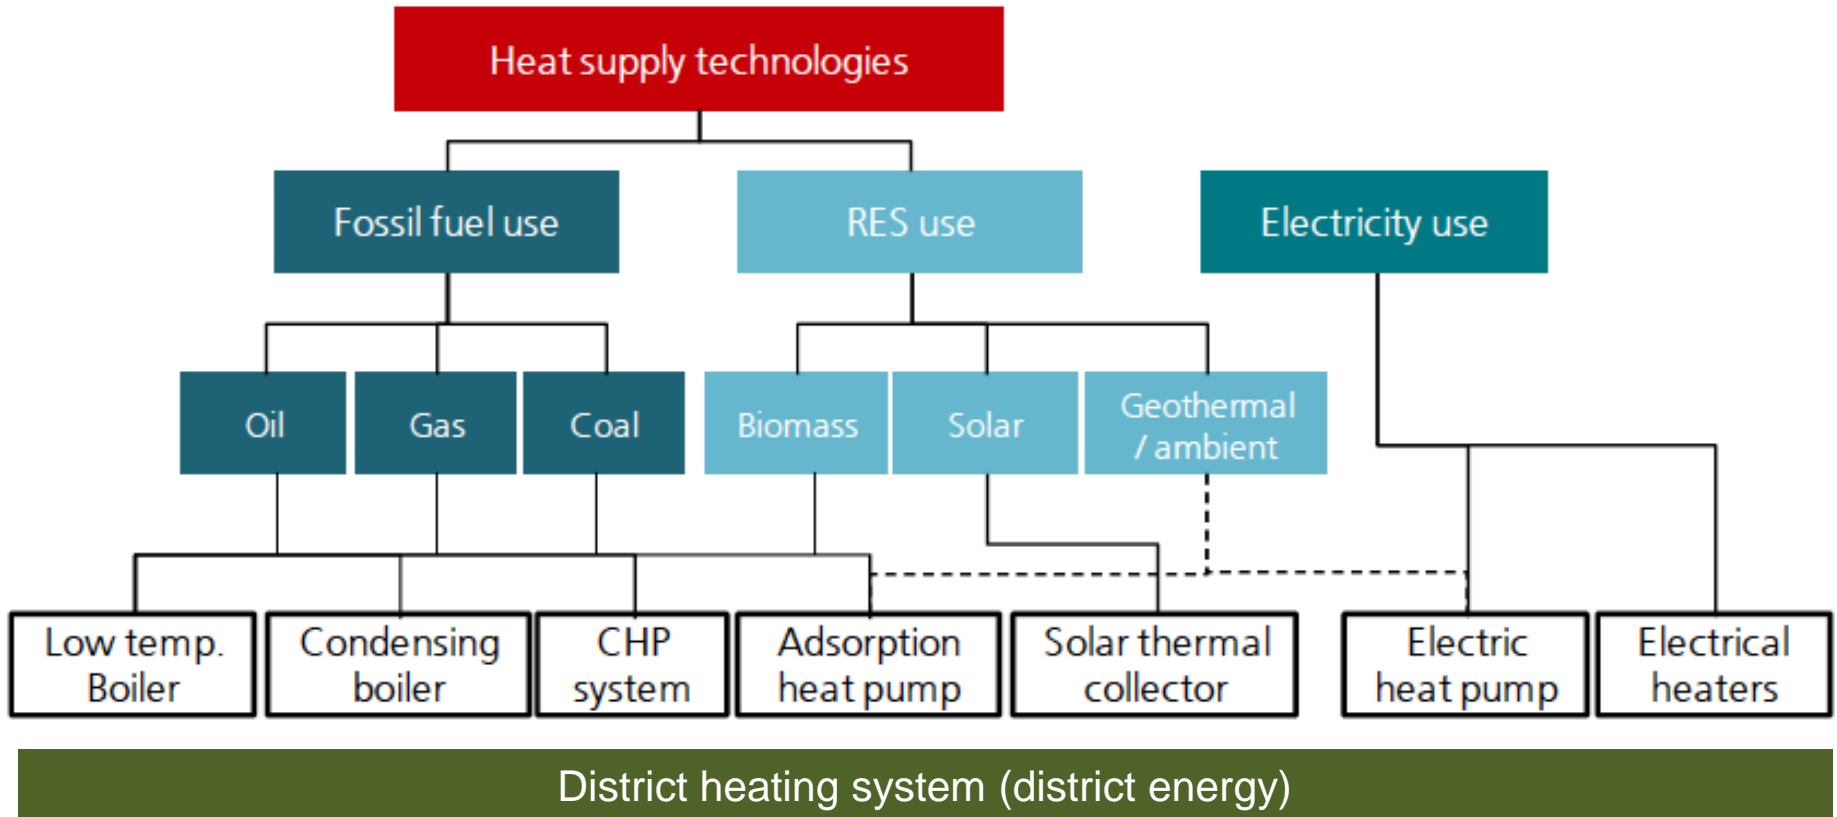 Heat supply technologies
Fossil fuel use
RES use
Electricity use
Oil
Gas
Coal
Biomass
Solar
Geothermal
/ ambient
Low temp.
Boiler
Condensing
boiler
CHP
system
Adsorption
heat pump
Solar thermal
collector
Electric
heat pump
Electrical
heaters
District heating system (district energy)